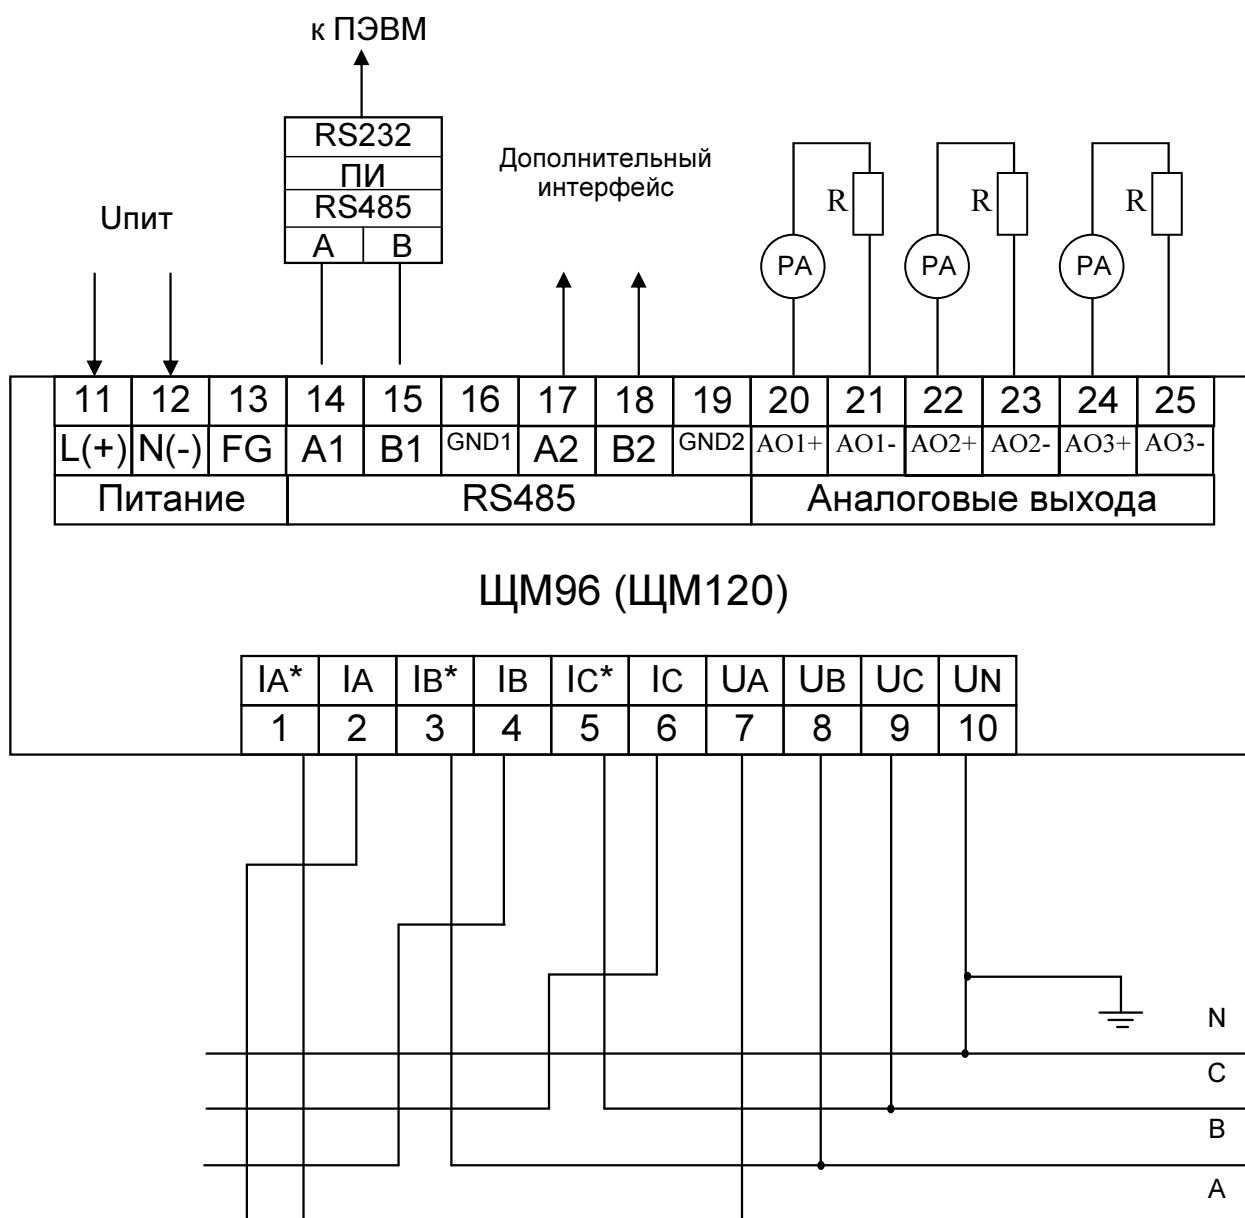 к ПЭВМ
RS232
ПИ
RS485
A B
Uпит
Дополнительный
интерфейс
R R R
PA PA PA
11 12 13 14 15 16 17 18 19 20 21 22 23 24 25
L(+) N(-) FG A1 B1 GND1 A2 B2 GND2 AO1+ AO1- AO2+ AO2- AO3+ AO3-
Питание RS485 Аналоговые выхода
ЩМ96 (ЩМ120)
IA* IA IB* IB IC* IC UA UB UC UN
1 2 3 4 5 6 7 8 9 10
N
C
B
A